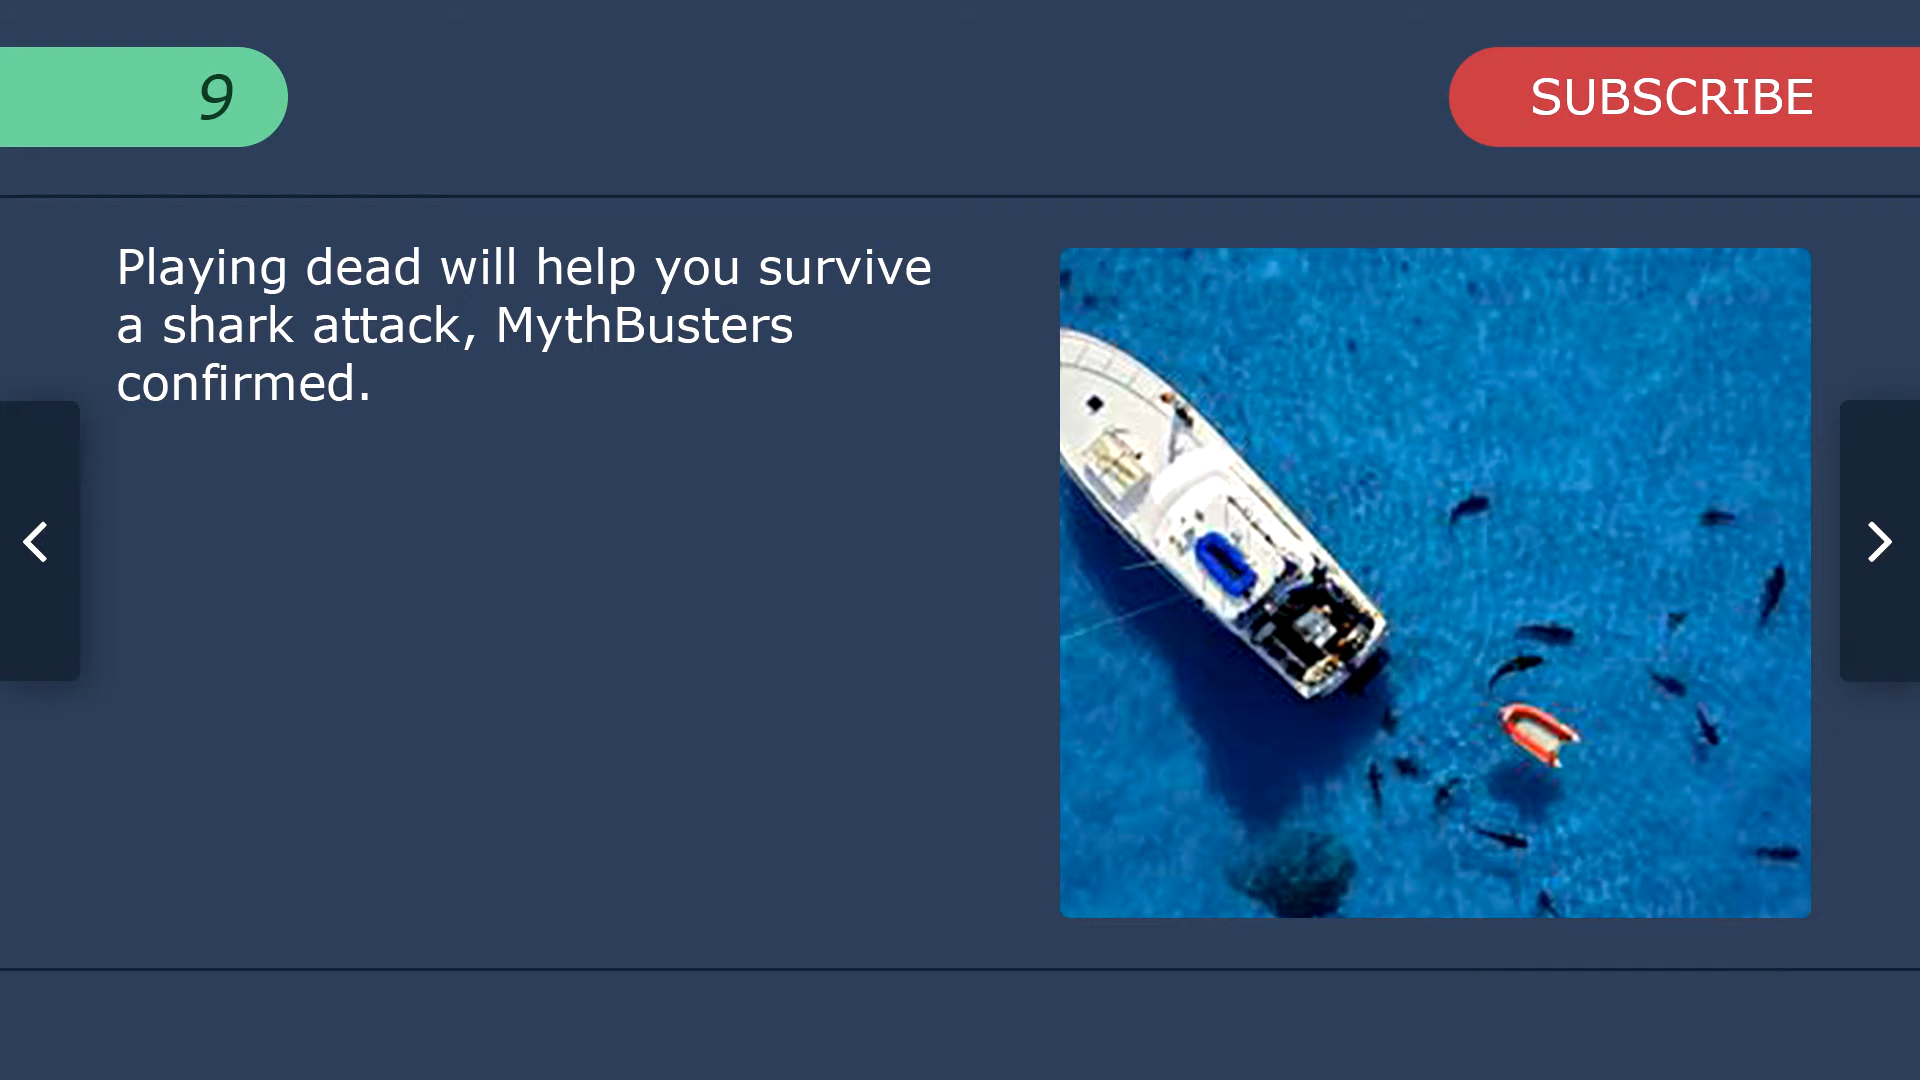 9
SUBSCRIBE
Playing dead will help you survive
a shark attack, MythBusters
confirmed.